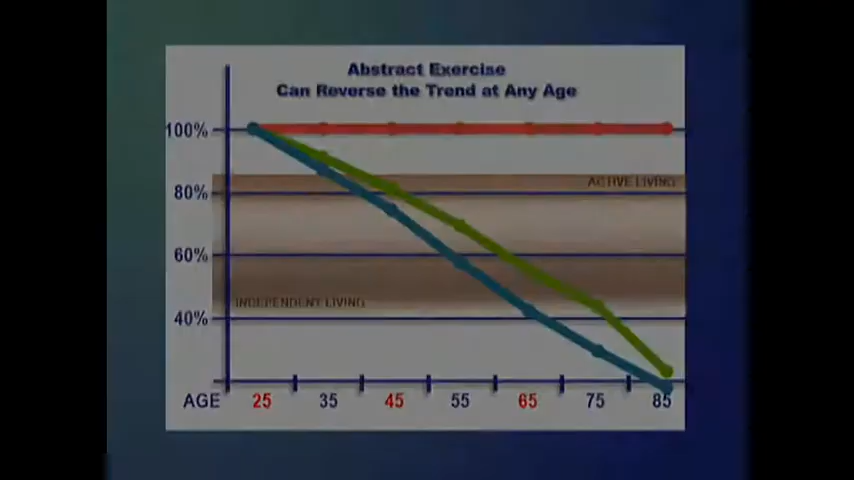 Abstract Exercise
Can Reverse the Trend at Any Age
100%
ACTIVE LIVING
80%
60%
INDEPENDENT LIVING
40%
AGE 25 35 45 55 65 75 85